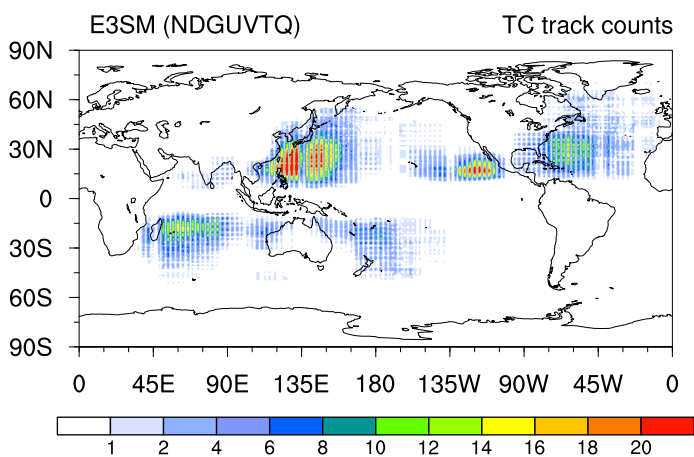 E3SM (NDGUVTQ) TC track counts
90N
60N
30N
0
30S
60S
90S
0 45E 90E 135E 180 135W 90W 45W 0
1 2 4 6 8 10 12 14 16 18 20